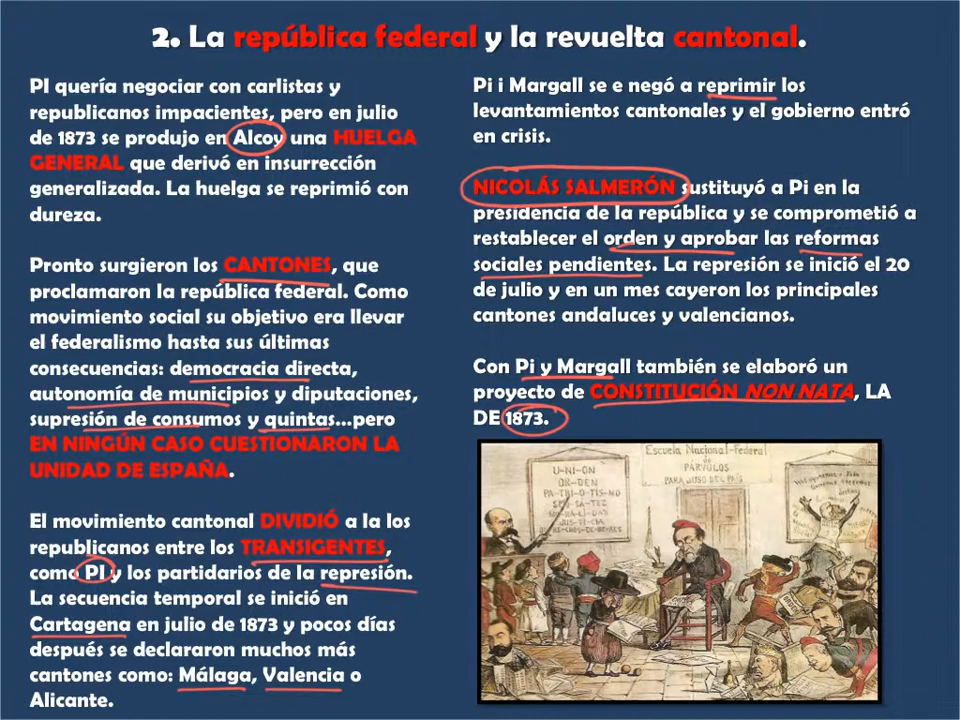 2. La república federal y la revuelta cantonal.
PI quería negociar con carlistas y
republicanos impacientes, pero en julio
de 1873 se produjo en Alcoy una HUELGA
GENERAL que derivó en insurrección
generalizada. La huelga se reprimió con
dureza.
Pronto surgieron los CANTONES, que
proclamaron la república federal. Como
movimiento social su objetivo era llevar
el federalismo hasta sus últimas
consecuencias: democracia directa,
autonomía de municipios y diputaciones,
supresión de consumos y quintas...pero
EN NINGÚN CASO CUESTIONARON LA
UNIDAD DE ESPAÑA.
El movimiento cantonal DIVIDIÓ a la los
republicanos entre los TRANSIGENTES,
como PI y los partidarios de la represión.
La secuencia temporal se inició en
Cartagena en julio de 1873 y pocos días
después se declararon muchos más
cantones como: Málaga, Valencia o
Alicante.
Pi i Margall se e negó a reprimir los
levantamientos cantonales y el gobierno entró
en crisis.
NICOLÁS SALMERÓN sustituyó a Pi en la
presidencia de la república y se comprometió a
restablecer el orden y aprobar las reformas
sociales pendientes. La represión se inició el 20
de julio y en un mes cayeron los principales
cantones andaluces y valencianos.
Con Pi y Margall también se elaboró un
proyecto de CONSTITUCIÓN NON NATA, LA
DE 1873.
Escuela Nacional-Federal
de
PÁRVULOS
PARA JUSO DEL PAIS
U-NI-ON
OR-DEN
PA-TRI-O-TIS-MO
JUS-TI-CIA